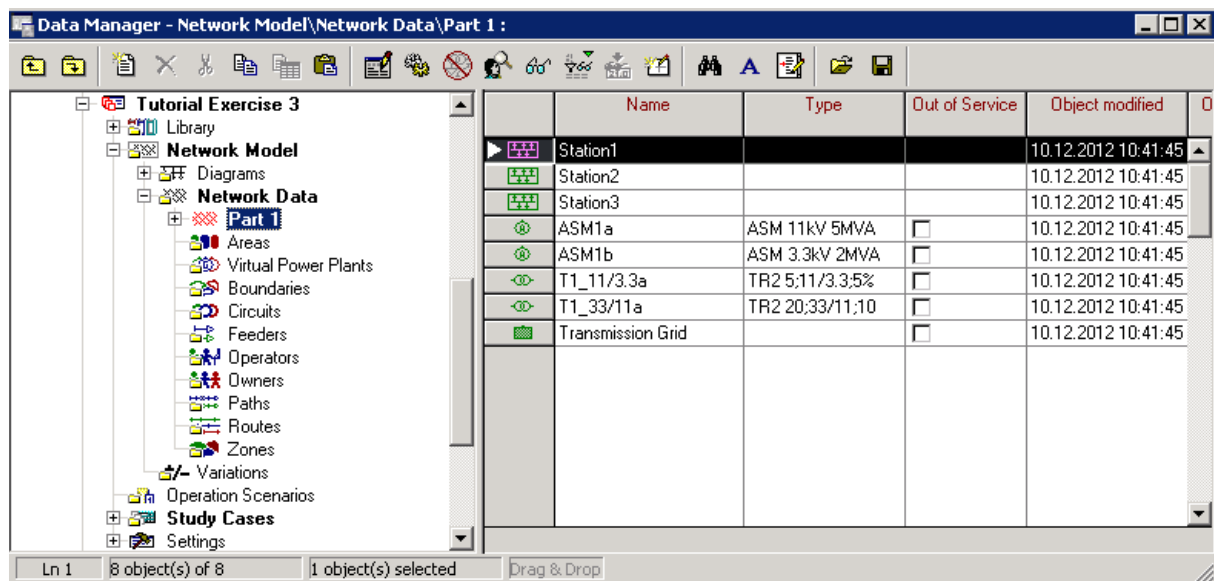 Data Manager - Network Model\Network Data\Part 1 :
Tutorial Exercise 3
Library
Network Model
Diagrams
Network Data
Part 1
Areas
Virtual Power Plants
Boundaries
Circuits
Feeders
Operators
Owners
Paths
Routes
Zones
+/- Variations
Operation Scenarios
Study Cases
Settings
Name Type Out of Service Object modified O
Station1 10.12.2012 10:41:45
Station2 10.12.2012 10:41:45
Station3 10.12.2012 10:41:45
ASM1a ASM 11kV 5MVA 10.12.2012 10:41:45
ASM1b ASM 3.3kV 2MVA 10.12.2012 10:41:45
T1_11/3.3a TR2 5;11/3.3;5% 10.12.2012 10:41:45
T1_33/11a TR2 20;33/11;10 10.12.2012 10:41:45
Transmission Grid 10.12.2012 10:41:45
Ln 1 8 object(s) of 8 1 object(s) selected Drag & Drop